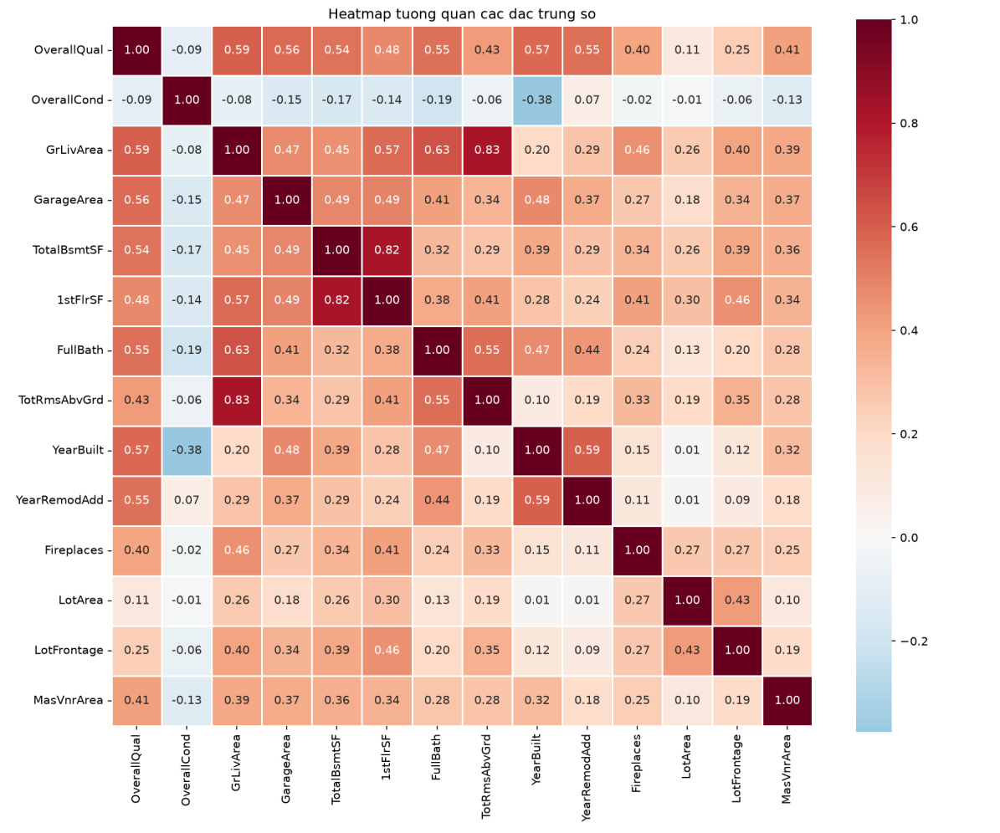 Heatmap tuong quan cac dac trung so
OverallQual 1.00 -0.09 0.59 0.56 0.54 0.48 0.55 0.43 0.57 0.55 0.40 0.11 0.25 0.41
OverallCond -0.09 1.00 -0.08 -0.15 -0.17 -0.14 -0.19 -0.06 -0.38 0.07 -0.02 -0.01 -0.06 -0.13
GrLivArea 0.59 -0.08 1.00 0.47 0.45 0.57 0.63 0.83 0.20 0.29 0.46 0.26 0.40 0.39
GarageArea 0.56 -0.15 0.47 1.00 0.49 0.49 0.41 0.34 0.48 0.37 0.27 0.18 0.34 0.37
TotalBsmtSF 0.54 -0.17 0.45 0.49 1.00 0.82 0.32 0.29 0.39 0.29 0.34 0.26 0.39 0.36
1stFlrSF 0.48 -0.14 0.57 0.49 0.82 1.00 0.38 0.41 0.28 0.24 0.41 0.30 0.46 0.34
FullBath 0.55 -0.19 0.63 0.41 0.32 0.38 1.00 0.55 0.47 0.44 0.24 0.13 0.20 0.28
TotRmsAbvGrd 0.43 -0.06 0.83 0.34 0.29 0.41 0.55 1.00 0.10 0.19 0.33 0.19 0.35 0.28
YearBuilt 0.57 -0.38 0.20 0.48 0.39 0.28 0.47 0.10 1.00 0.59 0.15 0.01 0.12 0.32
YearRemodAdd 0.55 0.07 0.29 0.37 0.29 0.24 0.44 0.19 0.59 1.00 0.11 0.01 0.09 0.18
Fireplaces 0.40 -0.02 0.46 0.27 0.34 0.41 0.24 0.33 0.15 0.11 1.00 0.27 0.27 0.25
LotArea 0.11 -0.01 0.26 0.18 0.26 0.30 0.13 0.19 0.01 0.01 0.27 1.00 0.43 0.10
LotFrontage 0.25 -0.06 0.40 0.34 0.39 0.46 0.20 0.35 0.12 0.09 0.27 0.43 1.00 0.19
MasVnrArea 0.41 -0.13 0.39 0.37 0.36 0.34 0.28 0.28 0.32 0.18 0.25 0.10 0.19 1.00
OverallQual
OverallCond
GrLivArea
GarageArea
TotalBsmtSF
1stFlrSF
FullBath
TotRmsAbvGrd
YearBuilt
YearRemodAdd
Fireplaces
LotArea
LotFrontage
MasVnrArea
1.0
0.8
0.6
0.4
0.2
0.0
−0.2